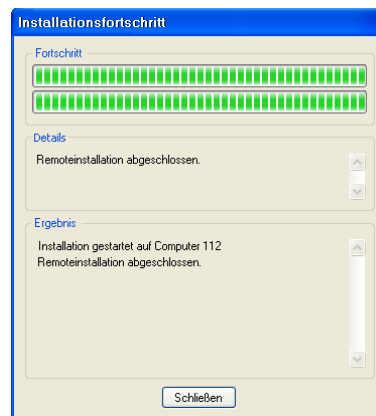 Installationsfortschritt
Fortschritt
Details
Remoteinstallation abgeschlossen.
Ergebnis
Installation gestartet auf Computer 112
Remoteinstallation abgeschlossen.
Schließen